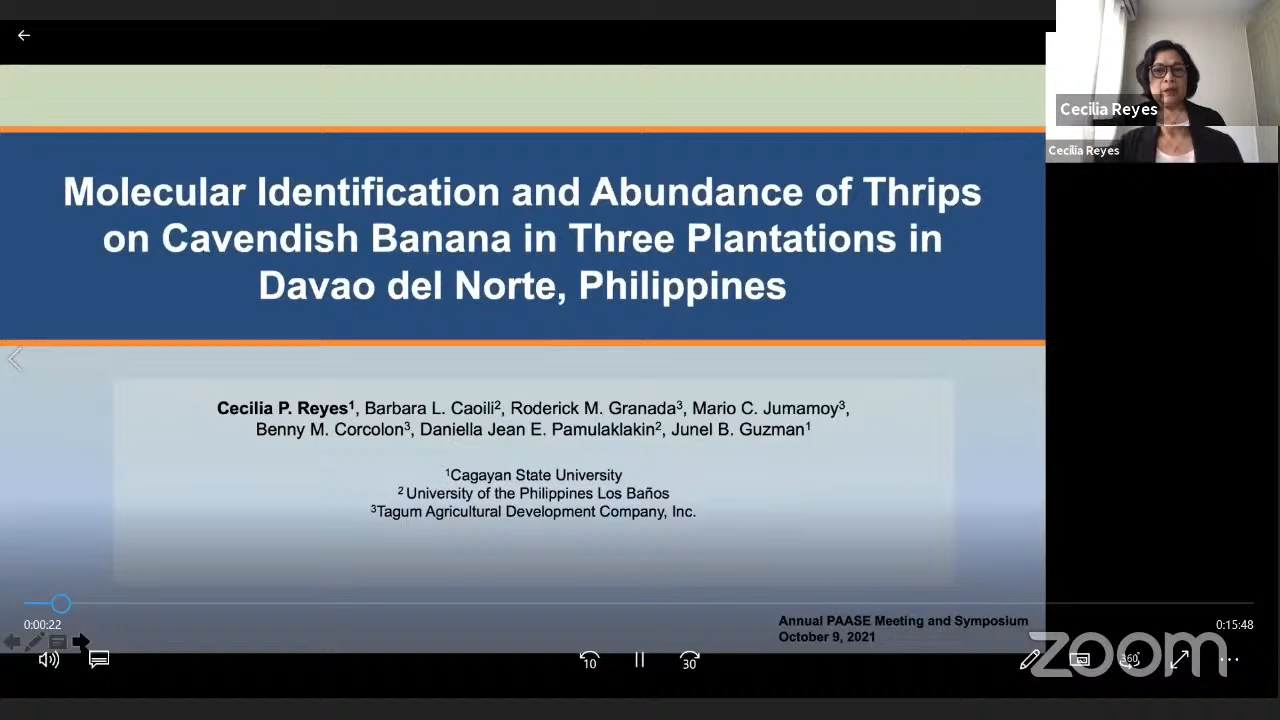 Cecilia Reyes
Cecilia Reyes
Molecular Identification and Abundance of Thrips
on Cavendish Banana in Three Plantations in
Davao del Norte, Philippines
Cecilia P. Reyes¹, Barbara L. Caoili², Roderick M. Granada³, Mario C. Jumamoy³,
Benny M. Corcolon³, Daniella Jean E. Pamulaklakin², Junel B. Guzman¹
¹Cagayan State University
² University of the Philippines Los Baños
³Tagum Agricultural Development Company, Inc.
Annual PAASE Meeting and Symposium
October 9, 2021
0:00:22
0:15:48
10
30
360
zoom